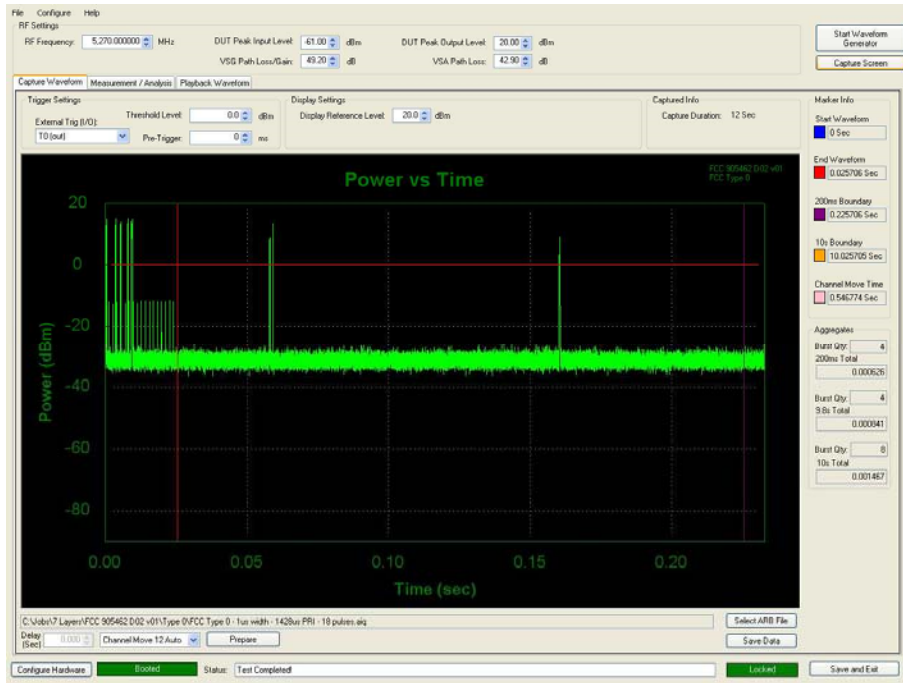 File Configure Help
RF Settings
RF Frequency: 5,270.000000 MHz DUT Peak Input Level: -61.00 dBm DUT Peak Output Level: 20.00 dBm
VSG Path Loss/Gain: 49.20 dB VSA Path Loss: 42.90 dB
Start Waveform Generator
Capture Screen
Capture Waveform Measurement / Analysis Playback Waveform
Trigger Settings
External Trig (I/O): Threshold Level: 0.0 dBm
T0 (out) Pre-Trigger: 0 ms
Display Settings
Display Reference Level: 20.0 dBm
Captured Info
Capture Duration: 12 Sec
Power vs Time
FCC 905462 D02 v01
FCC Type 0
20
0
-20
-40
-60
-80
Power (dBm)
0.00 0.05 0.10 0.15 0.20
Time (sec)
Marker Info
Start Waveform
0 Sec
End Waveform
0.025706 Sec
200ms Boundary
0.225706 Sec
10s Boundary
10.025705 Sec
Channel Move Time
0.546774 Sec
Aggregates
Burst Qty: 4
200ms Total
0.000626
Burst Qty: 4
9.8s Total
0.000841
Burst Qty: 8
10s Total
0.001467
C:\Jobs\7 Layers\FCC 905462 D02 v01\Type 0\FCC Type 0 - 1us width - 1428us PRI - 18 pulses.aiq Select ARB File
Delay (Sec) 0.000 Channel Move 12 Auto Prepare Save Data
Configure Hardware Booted Status: Test Completed! Locked Save and Exit